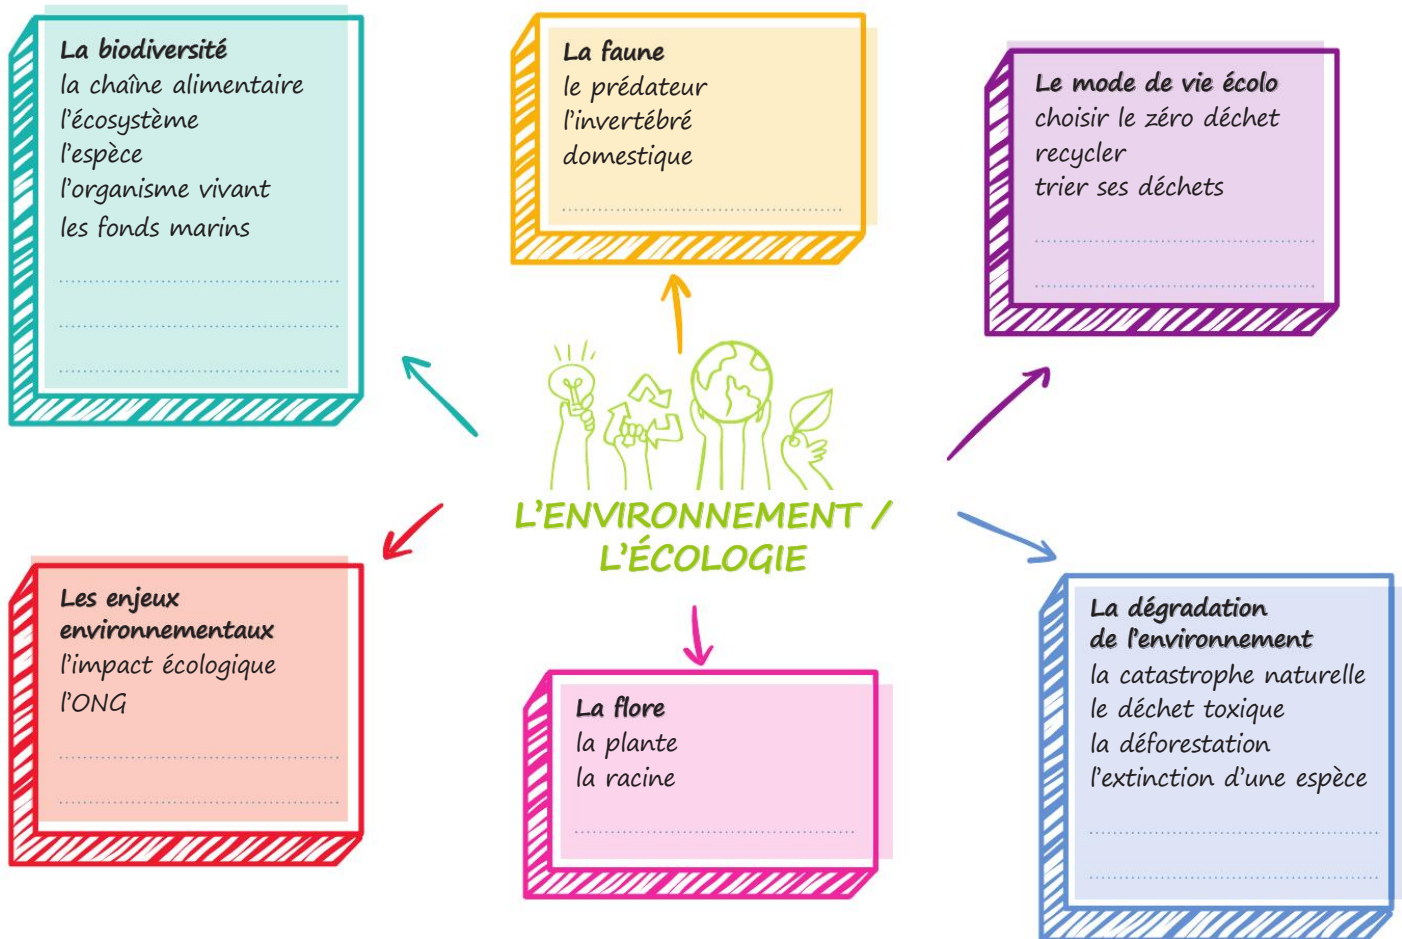 La biodiversité
la chaîne alimentaire
l'écosystème
l'espèce
l'organisme vivant
les fonds marins
La faune
le prédateur
l'invertébré
domestique
Le mode de vie écolo
choisir le zéro déchet
recycler
trier ses déchets
L'ENVIRONNEMENT /
L'ÉCOLOGIE
Les enjeux
environnementaux
l'impact écologique
l'ONG
La flore
la plante
la racine
La dégradation
de l'environnement
la catastrophe naturelle
le déchet toxique
la déforestation
l'extinction d'une espèce